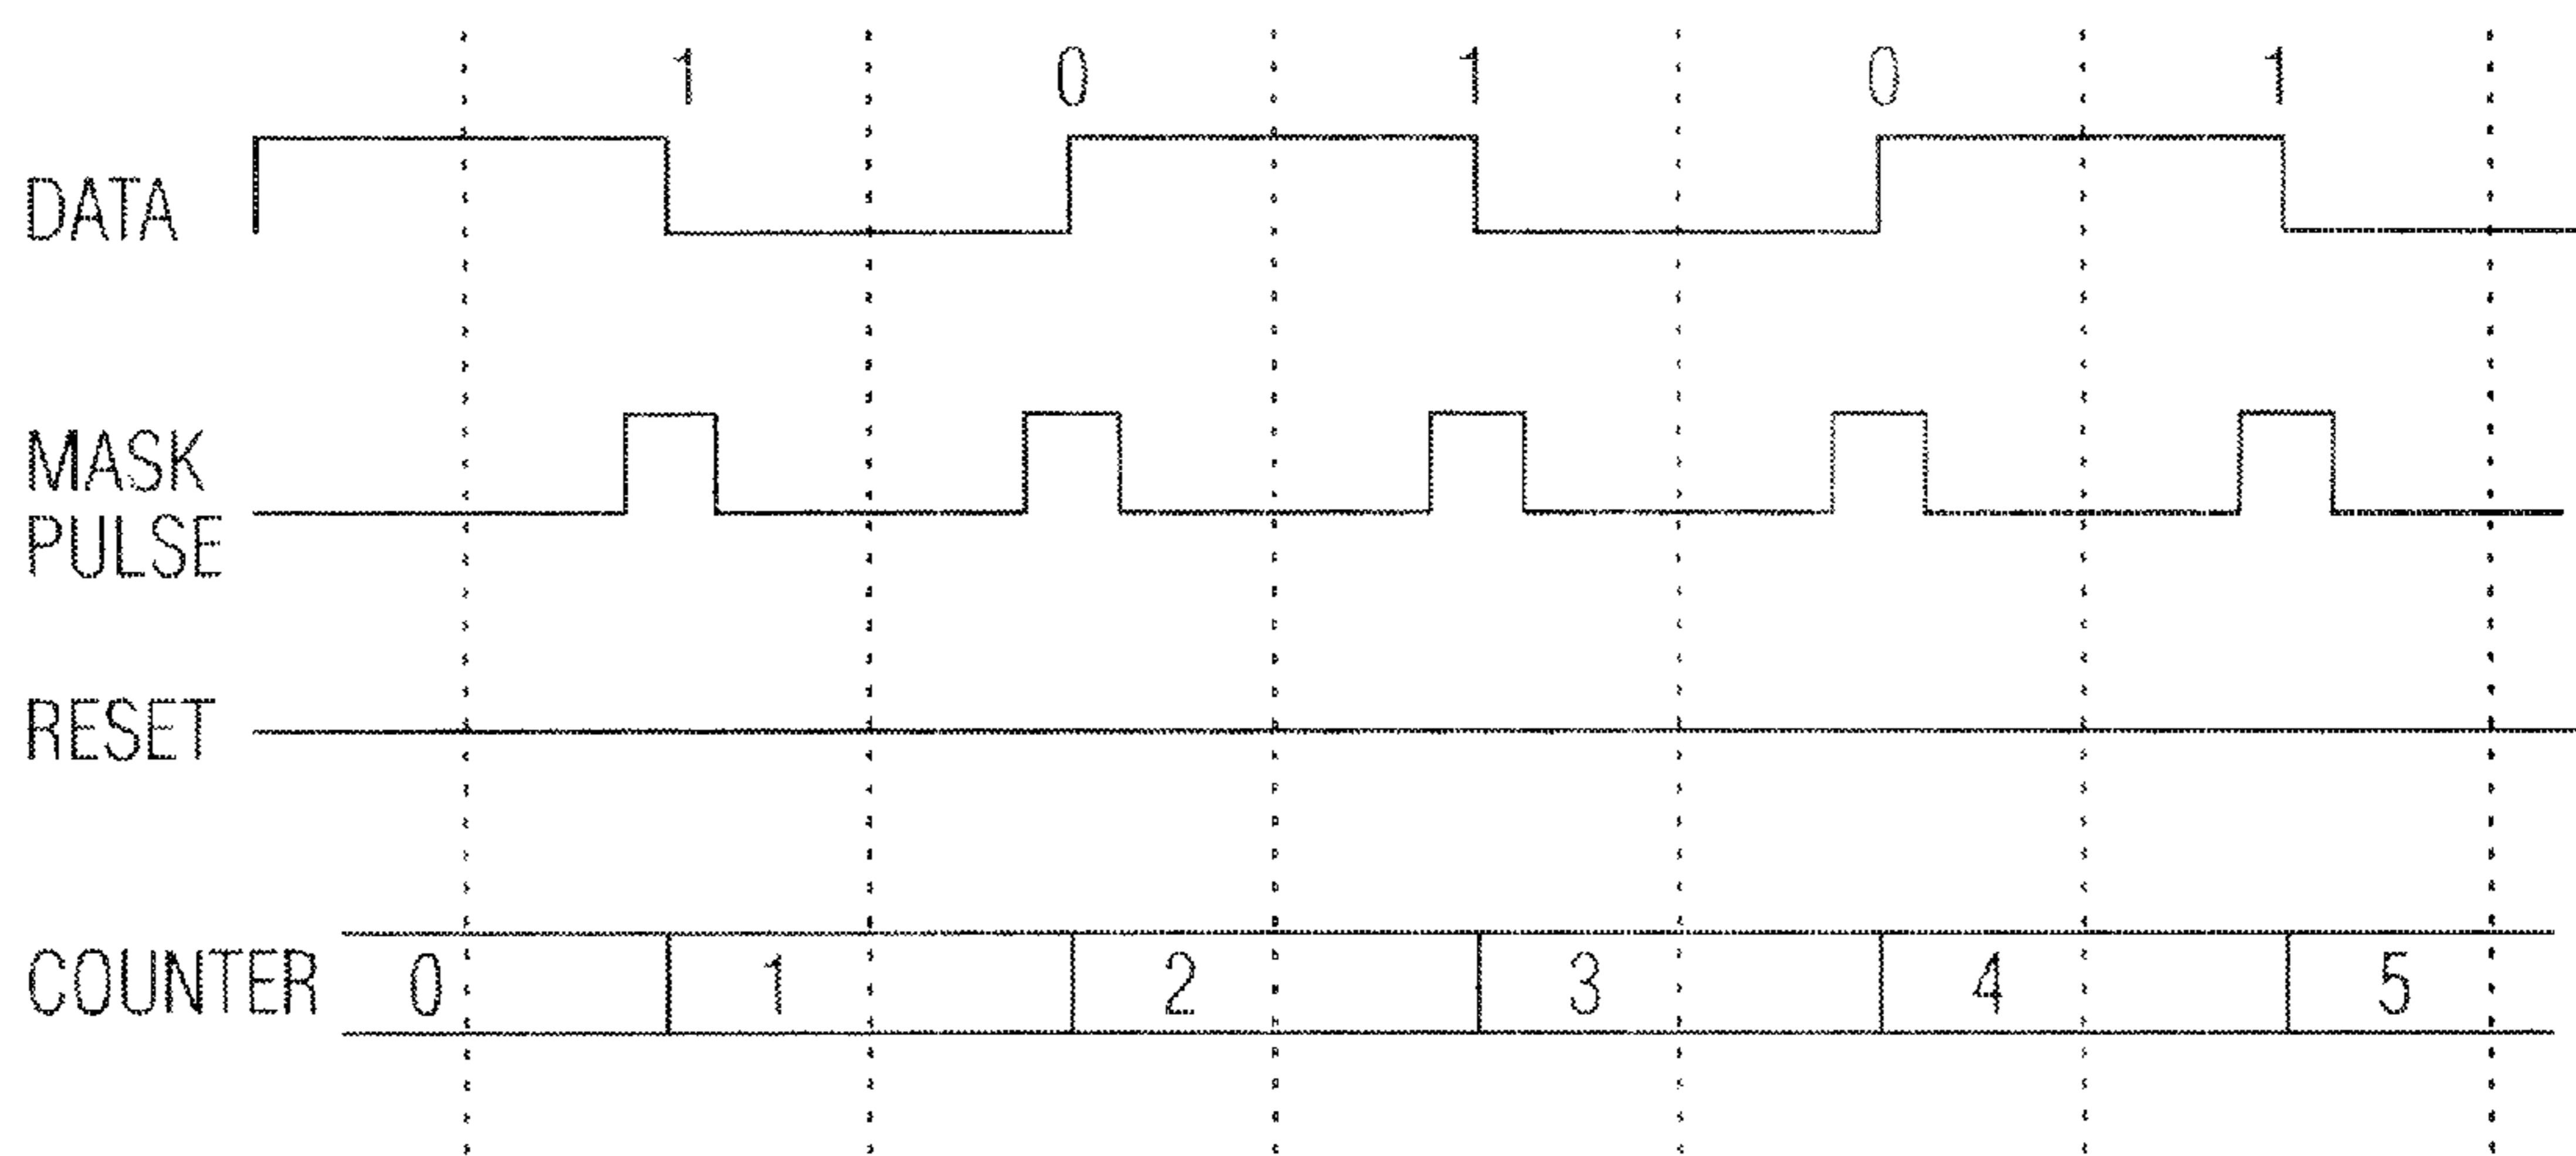 1 0 1 0 1
DATA
MASK
PULSE
RESET
COUNTER 0 1 2 3 4 5